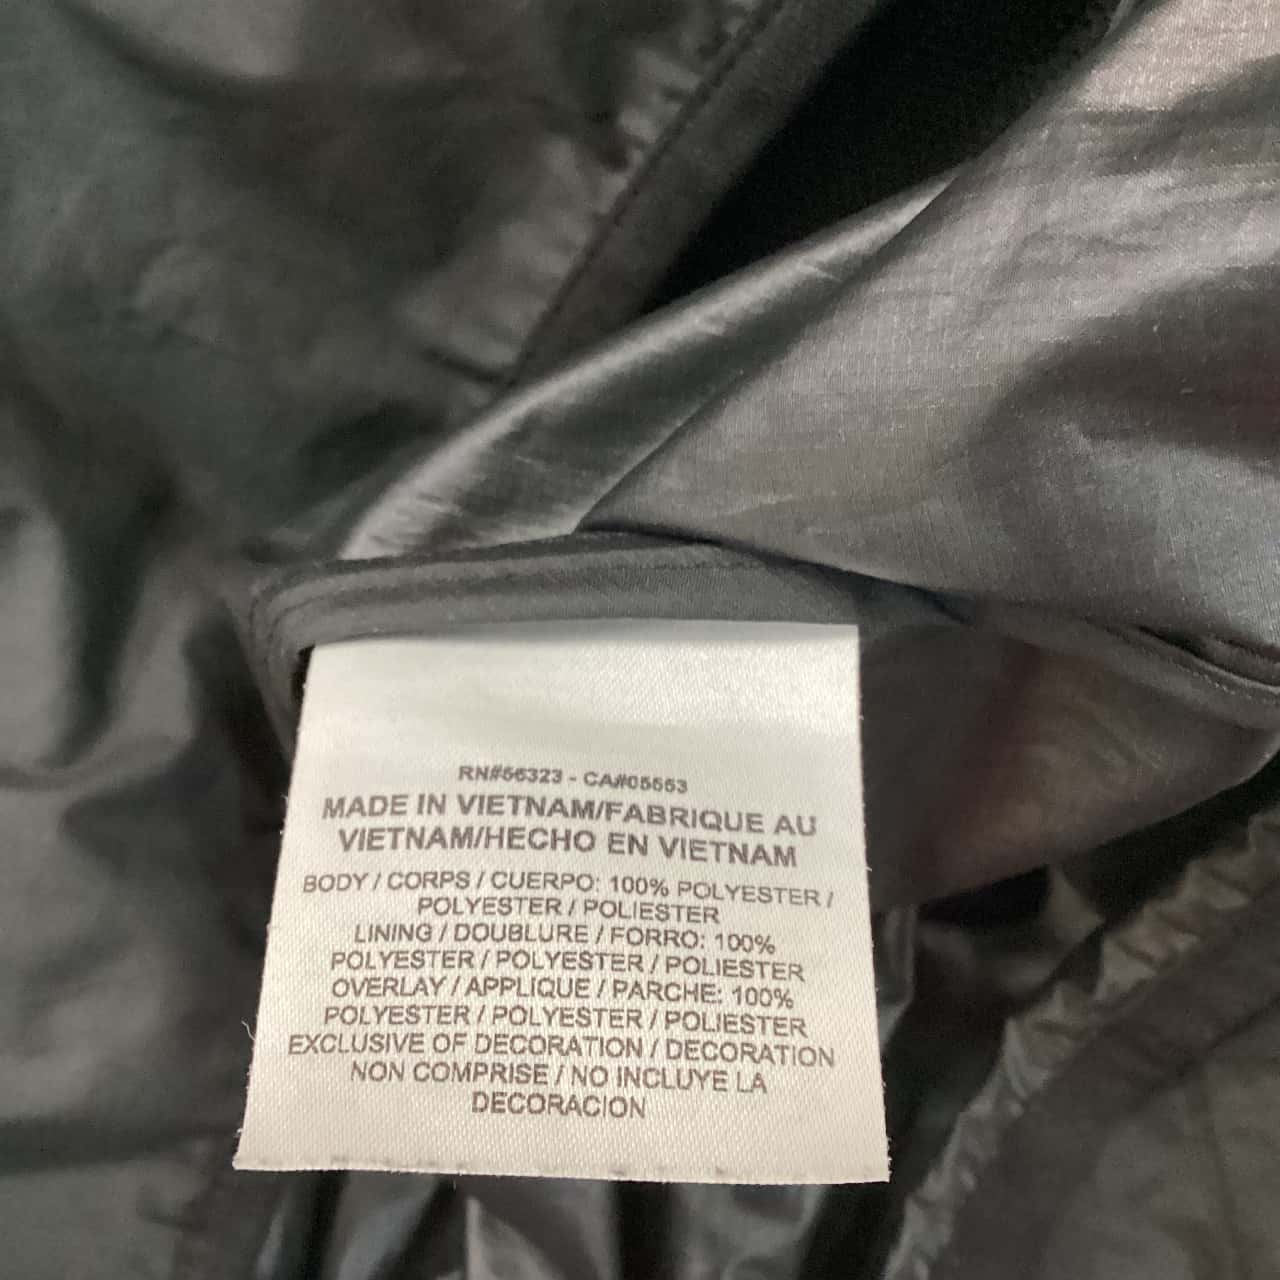 RN#56323 - CA#05553
MADE IN VIETNAM/FABRIQUE AU
VIETNAM/HECHO EN VIETNAM
BODY / CORPS / CUERPO: 100% POLYESTER /
POLYESTER / POLIESTER
LINING / DOUBLURE / FORRO: 100%
POLYESTER / POLYESTER / POLIESTER
OVERLAY / APPLIQUE / PARCHE: 100%
POLYESTER / POLYESTER / POLIESTER
EXCLUSIVE OF DECORATION / DECORATION
NON COMPRISE / NO INCLUYE LA
DECORACION